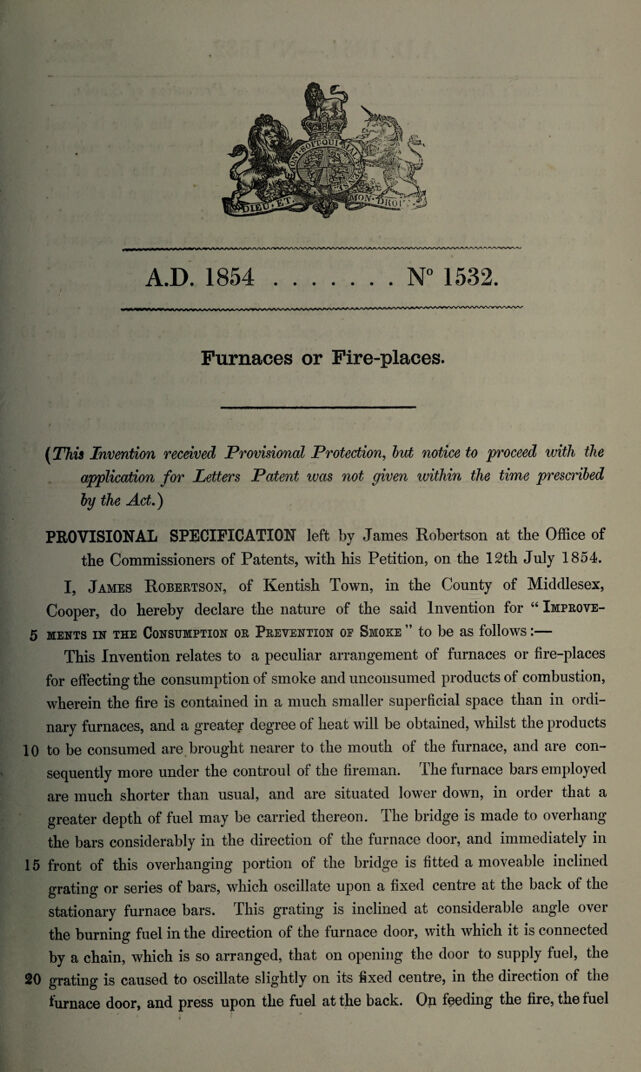 HONI·SOIT QUI MAL
DIEU·ET· MON·DROIT
A.D. 1854 . . . . . . . . N° 1532.
Furnaces or Fire-places.
(This Invention received Provisional Protection, but notice to proceed with the
application for Letters Patent was not given within the time prescribed
by the Act.)
PROVISIONAL SPECIFICATION left by James Robertson at the Office of
the Commissioners of Patents, with his Petition, on the 12th July 1854.
I, JAMES ROBERTSON, of Kentish Town, in the County of Middlesex,
Cooper, do hereby declare the nature of the said Invention for “ IMPROVE-
5 MENTS IN THE CONSUMPTION OR PREVENTION OF SMOKE ” to be as follows :—
This Invention relates to a peculiar arrangement of furnaces or fire-places
for effecting the consumption of smoke and unconsumed products of combustion,
wherein the fire is contained in a much smaller superficial space than in ordi-
nary furnaces, and a greater degree of heat will be obtained, whilst the products
10 to be consumed are brought nearer to the mouth of the furnace, and are con-
sequently more under the controul of the fireman. The furnace bars employed
are much shorter than usual, and are situated lower down, in order that a
greater depth of fuel may be carried thereon. The bridge is made to overhang
the bars considerably in the direction of the furnace door, and immediately in
15 front of this overhanging portion of the bridge is fitted a moveable inclined
grating or series of bars, which oscillate upon a fixed centre at the back of the
stationary furnace bars. This grating is inclined at considerable angle over
the burning fuel in the direction of the furnace door, with which it is connected
by a chain, which is so arranged, that on opening the door to supply fuel, the
20 grating is caused to oscillate slightly on its fixed centre, in the direction of the
furnace door, and press upon the fuel at the back. On feeding the fire, the fuel